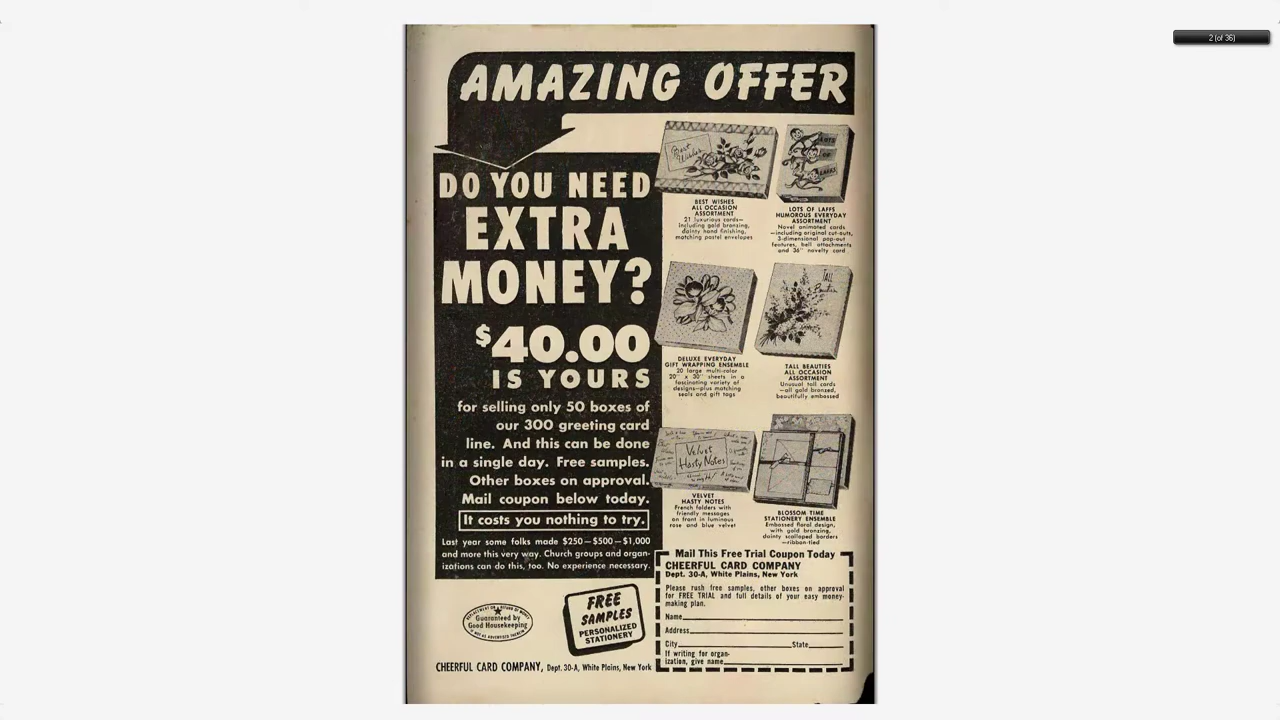 2 (of 36)
AMAZING OFFER
DO YOU NEED
EXTRA
MONEY?
$40.00
IS YOURS
for selling only 50 boxes of
our 300 greeting card
line. And this can be done
in a single day. Free samples.
Other boxes on approval.
Mail coupon below today.
It costs you nothing to try.
Last year some folks made $250—$500—$1,000
and more this very way. Church groups and organ-
izations can do this, too. No experience necessary.
Guaranteed by
Good Housekeeping
FREE
SAMPLES
PERSONALIZED
STATIONERY
CHEERFUL CARD COMPANY, Dept. 30-A, White Plains, New York
Best
Wishes
BEST WISHES
ALL OCCASION
ASSORTMENT
21 luxurious cards—
including gold bronzing,
dainty hand finishing,
matching pastel envelopes
LOTS
OF
LAFFS
LOTS OF LAFFS
HUMOROUS EVERYDAY
ASSORTMENT
Novel animated cards
—including original cut-outs,
3-dimensional pop-out
features, bell attachments
and 36" novelty card
DELUXE EVERYDAY
GIFT WRAPPING ENSEMBLE
20 large multi-color
20" x 30" sheets in a
fascinating variety of
designs—plus matching
seals and gift tags
TALL
Beauties
TALL BEAUTIES
ALL OCCASION
ASSORTMENT
Unusual tall cards
—all gold bronzed,
beautifully embossed
Velvet
Hasty Notes
VELVET
HASTY NOTES
French folders with
friendly messages
on front in luminous
rose and blue velvet
BLOSSOM TIME
STATIONERY ENSEMBLE
Embossed floral design,
with gold bronzing,
dainty scalloped borders
—ribbon-tied
Mail This Free Trial Coupon Today
CHEERFUL CARD COMPANY
Dept. 30-A, White Plains, New York
Please rush free samples, other boxes on approval
for FREE TRIAL and full details of your easy money-
making plan.
Name
Address
City State
If writing for organ-
ization, give name